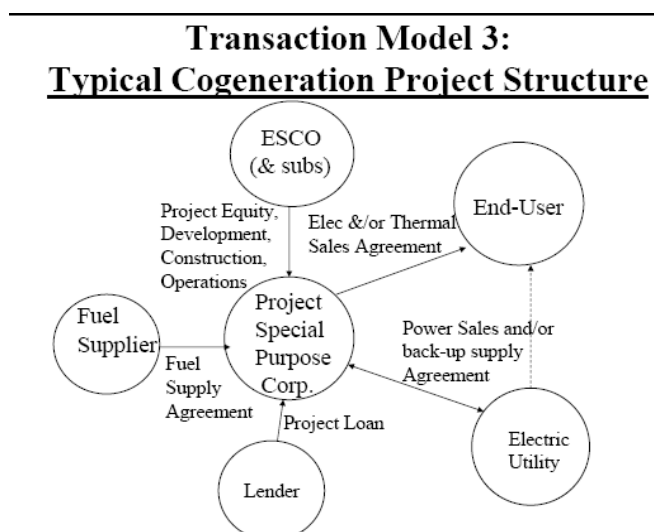 Transaction Model 3:
Typical Cogeneration Project Structure
ESCO
(& subs)
Project Equity,
Development,
Construction,
Operations
Elec &/or Thermal
Sales Agreement
End-User
Fuel
Supplier
Fuel
Supply
Agreement
Project
Special
Purpose
Corp.
Power Sales and/or
back-up supply
Agreement
Project Loan
Lender
Electric
Utility